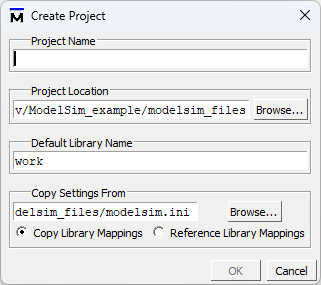 Create Project
Project Name
Project Location
v/ModelSim_example/modelsim_files
Browse...
Default Library Name
work
Copy Settings From
delsim_files/modelsim.ini
Browse...
Copy Library Mappings
Reference Library Mappings
OK
Cancel